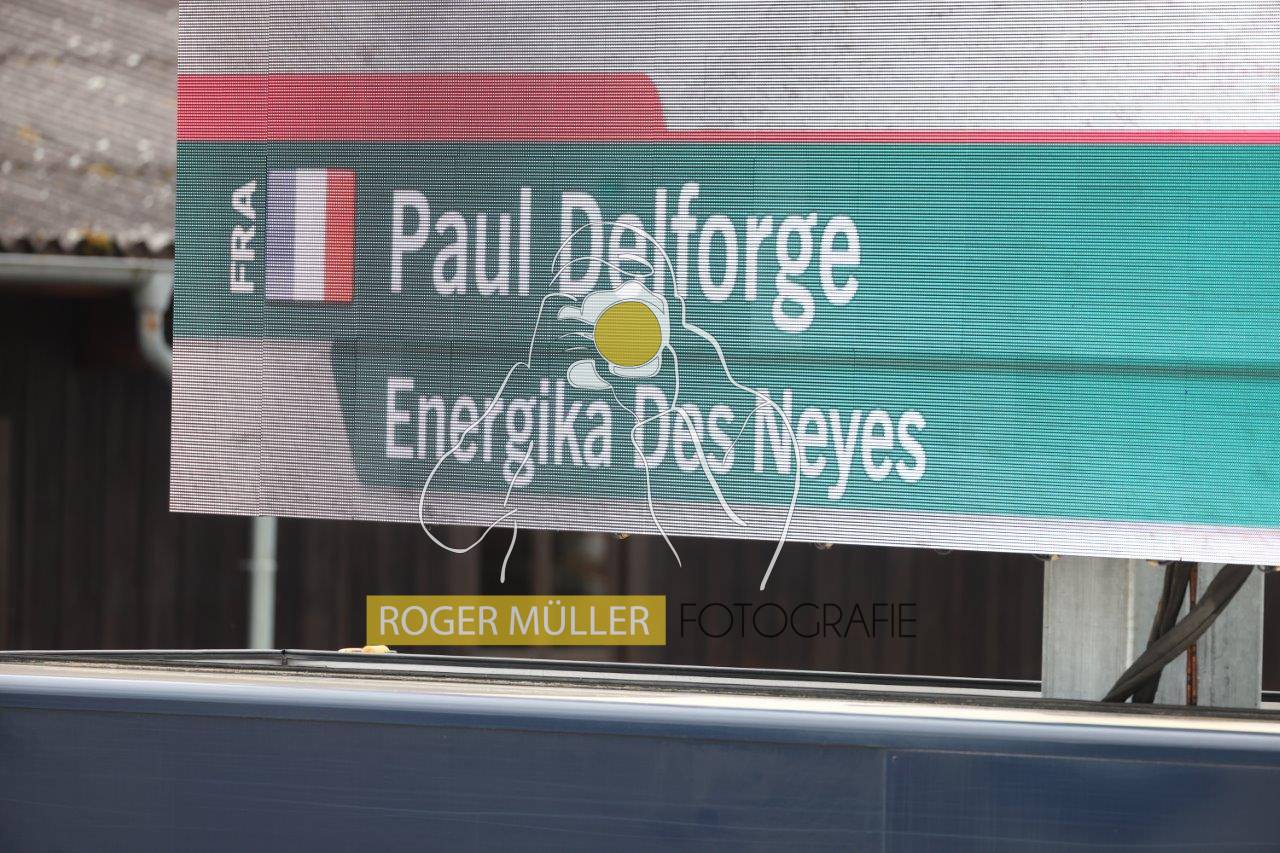 FRA
Paul Delforge
Energika Des Neyes
ROGER MÜLLER FOTOGRAFIE